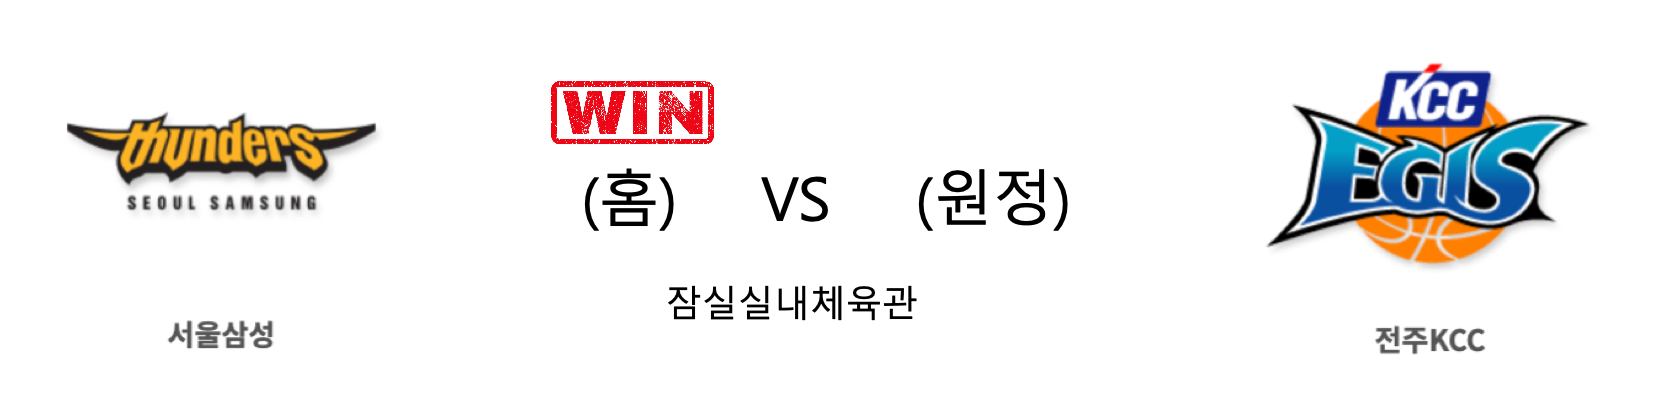 thunders
SEOUL SAMSUNG
서울삼성
WIN
(홈) VS (원정)
잠실실내체육관
KCC
EGIS
전주KCC